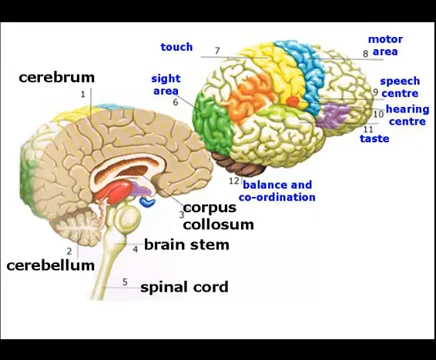 touch
7
motor
area
8
cerebrum
1
sight
area
6
speech
centre
9
hearing
centre
10
11
taste
12
balance and
co-ordination
3
corpus
collosum
2
cerebellum
4
brain stem
5
spinal cord